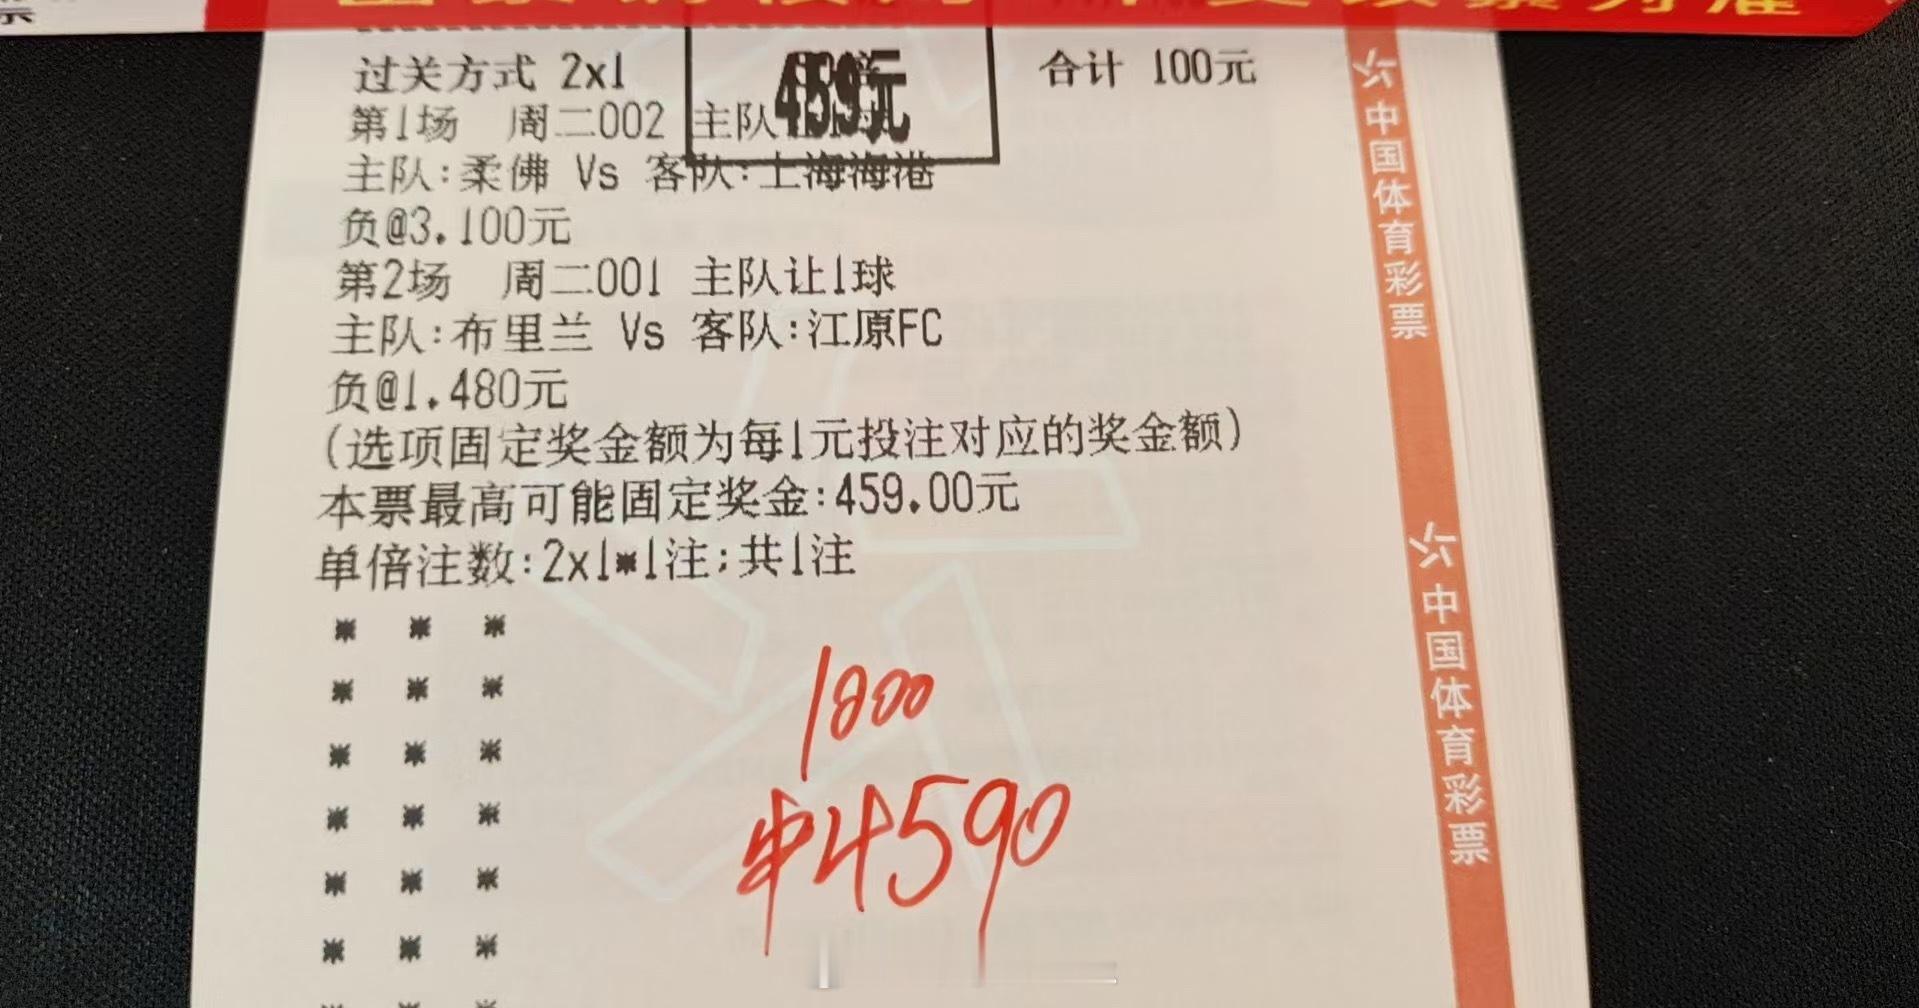 票
过关方式 2x1
459元
合计 100元
第1场 周二002 主队
主队:柔佛 Vs 客队:上海海港
负@3.100元
第2场 周二001 主队让1球
主队:布里兰 Vs 客队:江原FC
负@1.480元
(选项固定奖金额为每1元投注对应的奖金额)
本票最高可能固定奖金:459.00元
单倍注数:2x1*1注;共1注
* * *
* * *
* * *
* * *
* * *
* * *
1000
中4590
中国体育彩票
中国体育彩票